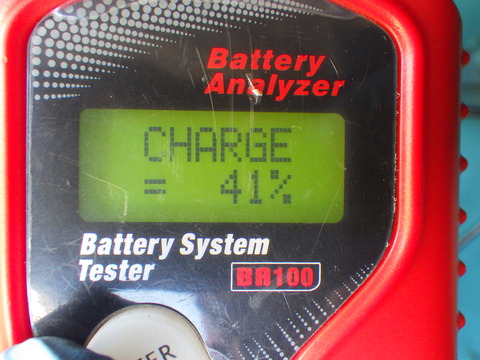 Battery
Analyzer
CHARGE
= 41%
Battery System
Tester
BR100